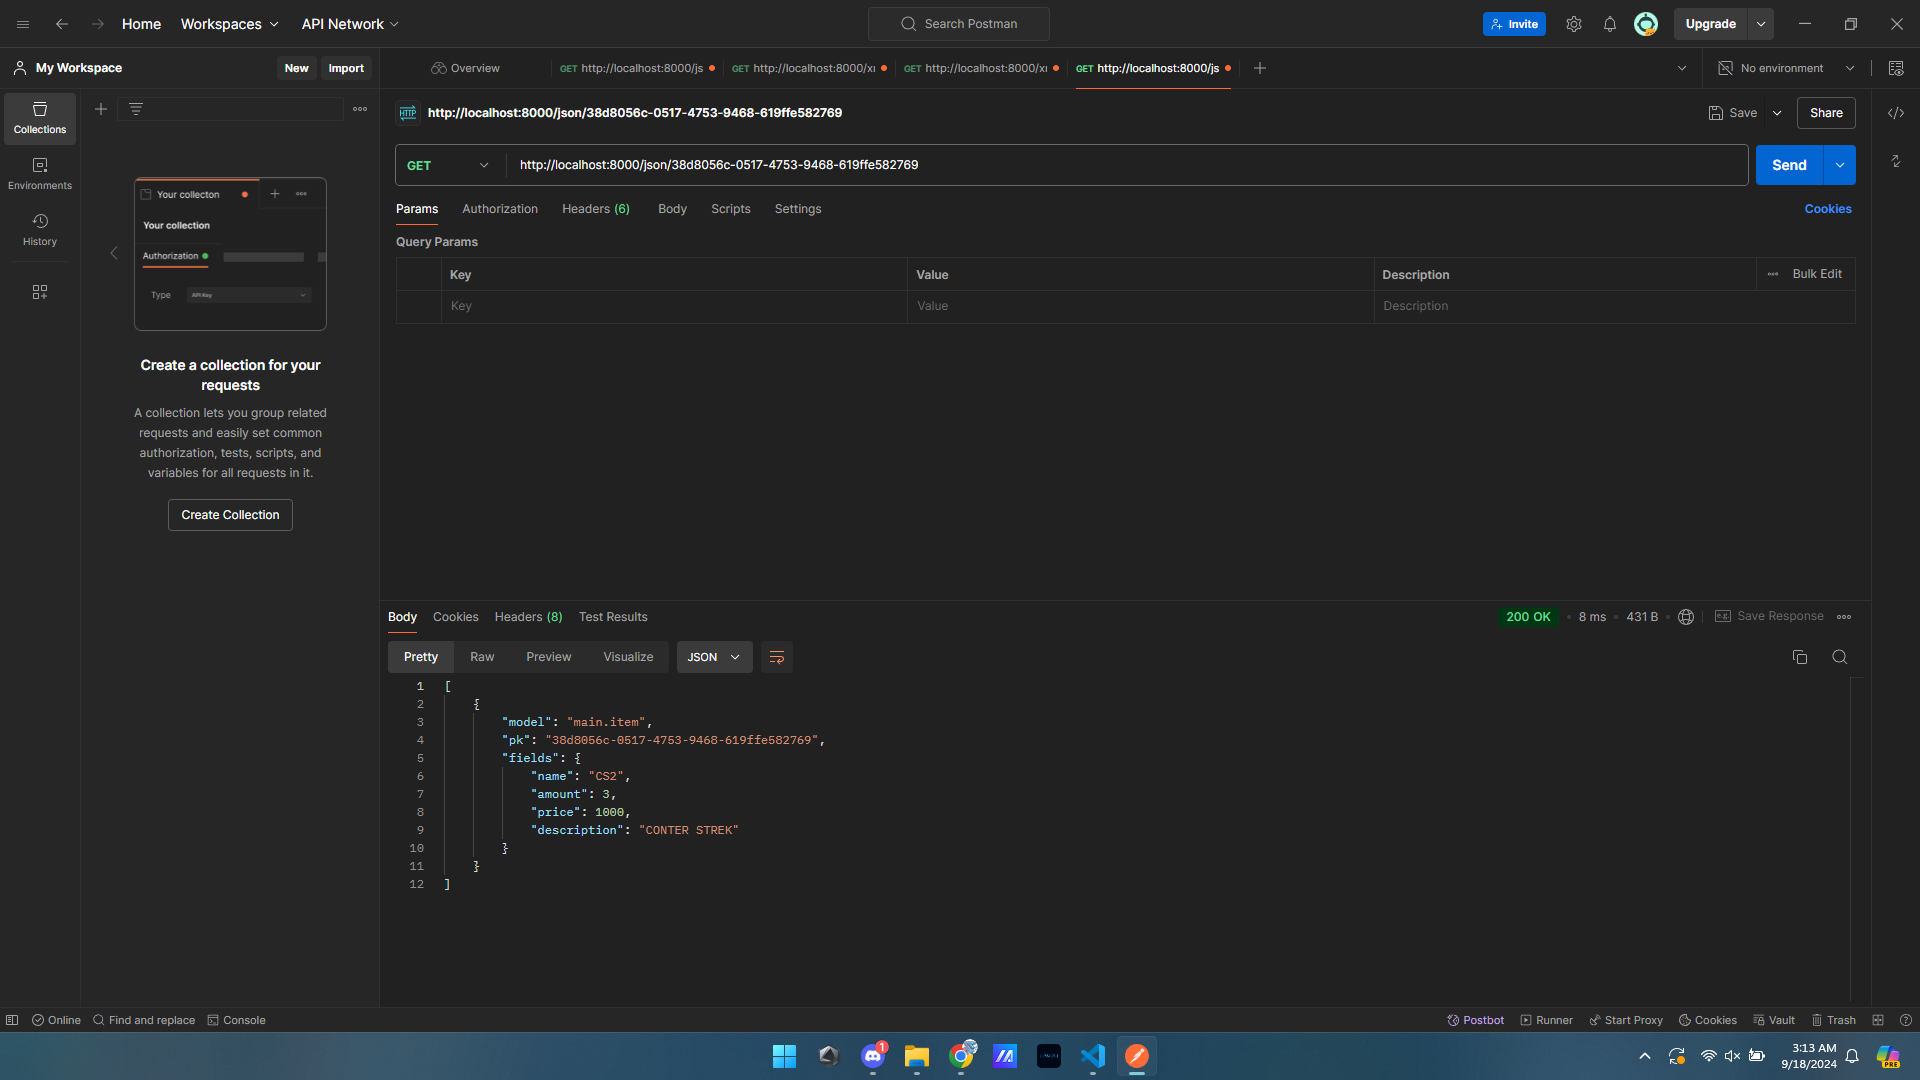 Home Workspaces API Network Search Postman Invite Upgrade
My Workspace New Import Overview GET http://localhost:8000/js GET http://localhost:8000/x GET http://localhost:8000/x GET http://localhost:8000/js No environment
Collections
Environments
History
Your collecton
Your collection
Authorization
Type API Key
Create a collection for your
requests
A collection lets you group related
requests and easily set common
authorization, tests, scripts, and
variables for all requests in it.
Create Collection
HTTP http://localhost:8000/json/38d8056c-0517-4753-9468-619ffe582769 Save Share
GET http://localhost:8000/json/38d8056c-0517-4753-9468-619ffe582769 Send
Params Authorization Headers (6) Body Scripts Settings Cookies
Query Params
Key Value Description Bulk Edit
Key Value Description
Body Cookies Headers (8) Test Results 200 OK 8 ms 431 B e.g. Save Response
Pretty Raw Preview Visualize JSON
1 [
2 {
3 "model": "main.item",
4 "pk": "38d8056c-0517-4753-9468-619ffe582769",
5 "fields": {
6 "name": "CS2",
7 "amount": 3,
8 "price": 1000,
9 "description": "CONTER STREK"
10 }
11 }
12 ]
Online Find and replace Console Postbot Runner Start Proxy Cookies Vault Trash
1
3:13 AM
9/18/2024
PRE